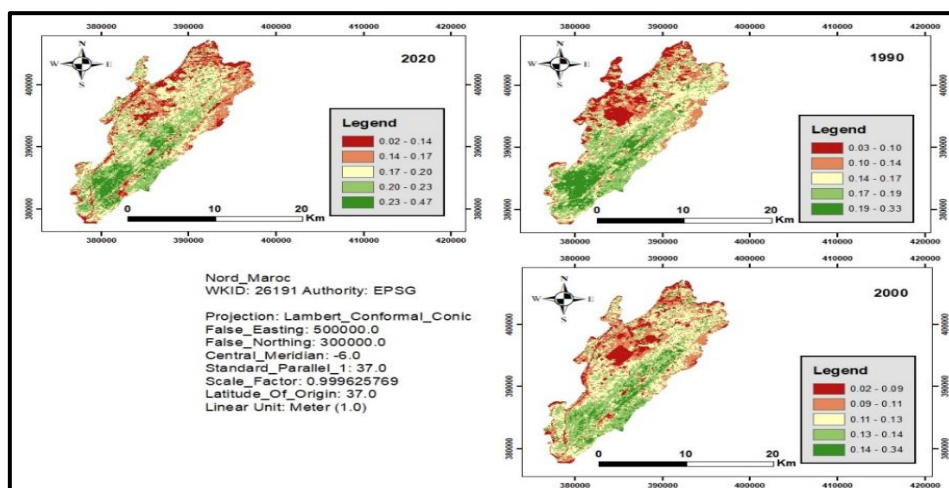 380000 390000 400000 410000 420000
N
W E
S
2020
400000
390000
380000
Legend
0.02 - 0.14
0.14 - 0.17
0.17 - 0.20
0.20 - 0.23
0.23 - 0.47
0 10 20
Km
380000 390000 400000 410000 420000
380000 390000 400000 410000 420000
N
W E
S
1990
400000
390000
380000
Legend
0.03 - 0.10
0.10 - 0.14
0.14 - 0.17
0.17 - 0.19
0.19 - 0.33
0 10 20
Km
380000 390000 400000 410000 420000
Nord_Maroc
WKID: 26191 Authority: EPSG
Projection: Lambert_Conformal_Conic
False_Easting: 500000.0
False_Northing: 300000.0
Central_Meridian: -6.0
Standard_Parallel_1: 37.0
Scale_Factor: 0.999625769
Latitude_Of_Origin: 37.0
Linear Unit: Meter (1.0)
380000 390000 400000 410000 420000
N
W E
S
2000
400000
390000
380000
Legend
0.02 - 0.09
0.09 - 0.11
0.11 - 0.13
0.13 - 0.14
0.14 - 0.34
0 10 20
Km
380000 390000 400000 410000 420000